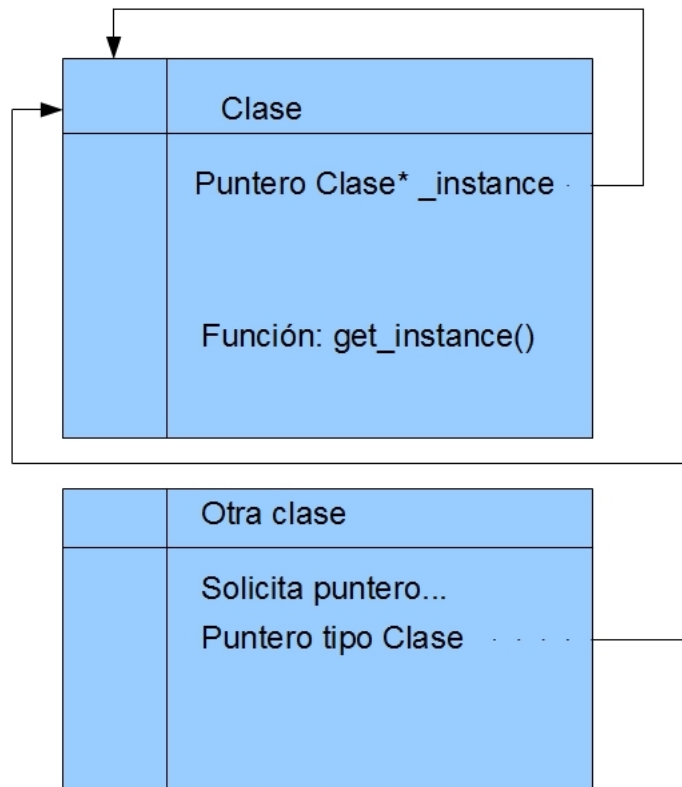 Clase
Puntero Clase* _instance
Función: get_instance()
Otra clase
Solicita puntero...
Puntero tipo Clase